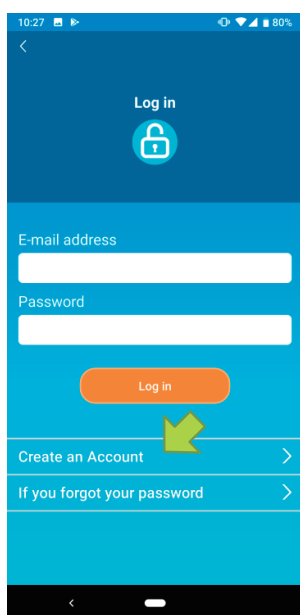 10:27 80%
Log in
E-mail address
Password
Log in
Create an Account
If you forgot your password